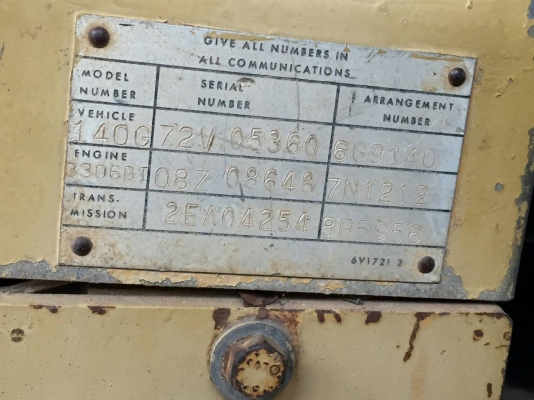 GIVE ALL NUMBERS IN
ALL COMMUNICATIONS
MODEL NUMBER SERIAL NUMBER ARRANGEMENT NUMBER
VEHICLE 140G 72V 05360 6G9140
ENGINE 3306DI 08Z 08648 7N1212
TRANS-MISSION 2EA04254
6V1721 2